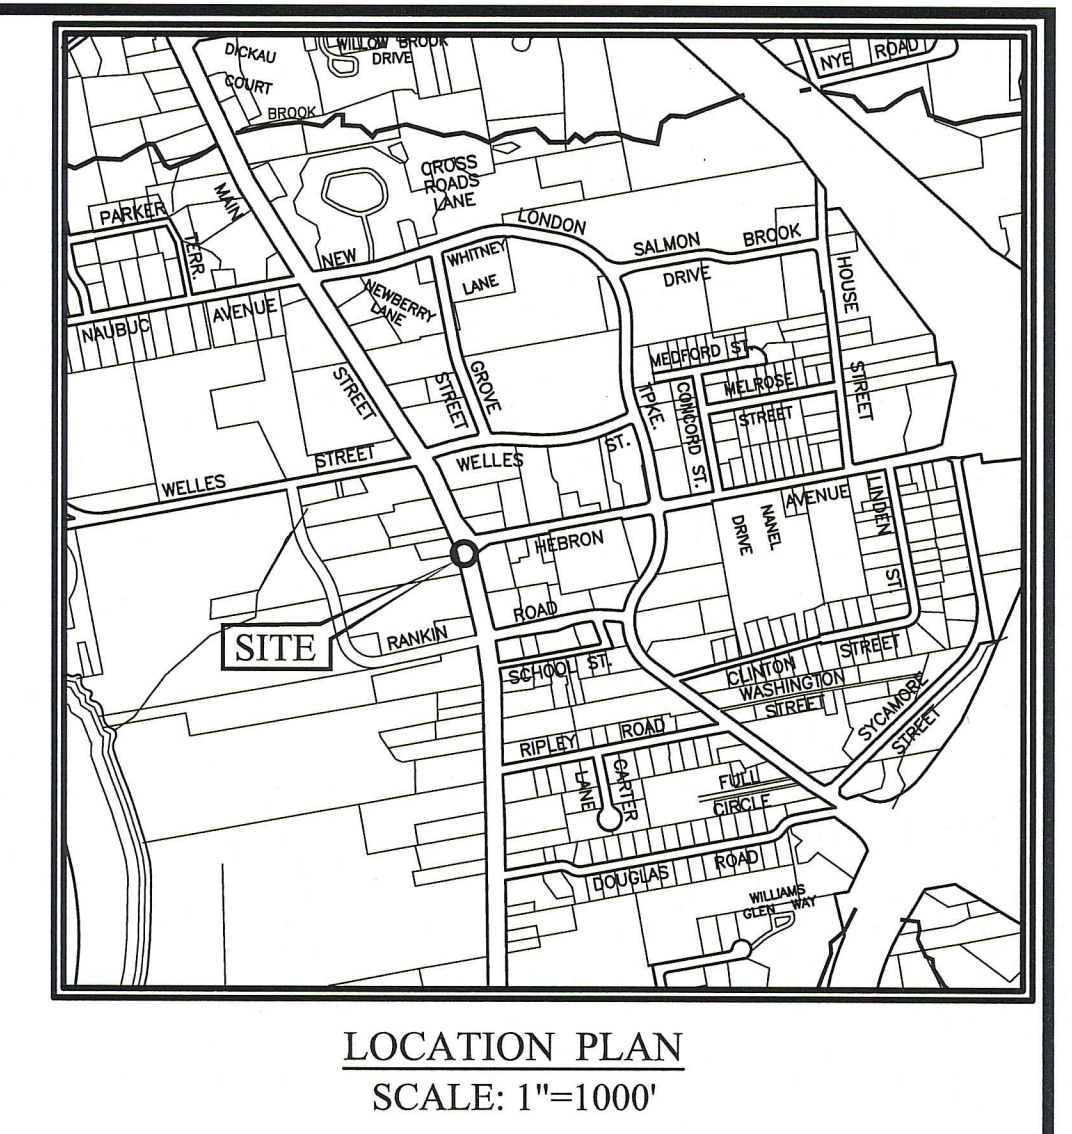 DICKAU
COURT
WILLOW BROOK
DRIVE
NYE ROAD
BROOK
CROSS
ROADS
LANE
PARKER
TERR.
MAIN
NEW
LONDON
SALMON BROOK
DRIVE
WHITNEY
LANE
NEWBERRY
LANE
NAUBUC
AVENUE
HOUSE
STREET
MEDFORD ST.
MELROSE
STREET
CONCORD ST.
TPKE.
GROVE
STREET
STREET
WELLES
STREET
WELLES
ST.
AVENUE
LINDEN
ST.
NANEL
DRIVE
HEBRON
ROAD
RANKIN
SITE
SCHOOL ST.
CLINTON
STREET
WASHINGTON
STREET
SYCAMORE
STREET
RIPLEY
ROAD
CARTER
LANE
FULL
CIRCLE
DOUGLAS
ROAD
WILLIAMS
GLEN WAY
LOCATION PLAN
SCALE: 1"=1000'